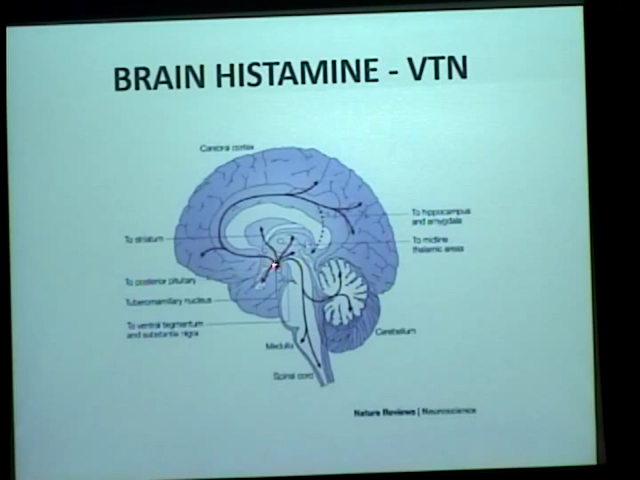 BRAIN HISTAMINE - VTN
Cerebral cortex
To hippocampus
and amygdala
To striatum
To midline
thalamic areas
To posterior pituitary
Tuberomamillary nucleus
To ventral tegmentum
and substantia nigra
Cerebellum
Medulla
Spinal cord
Nature Reviews | Neuroscience